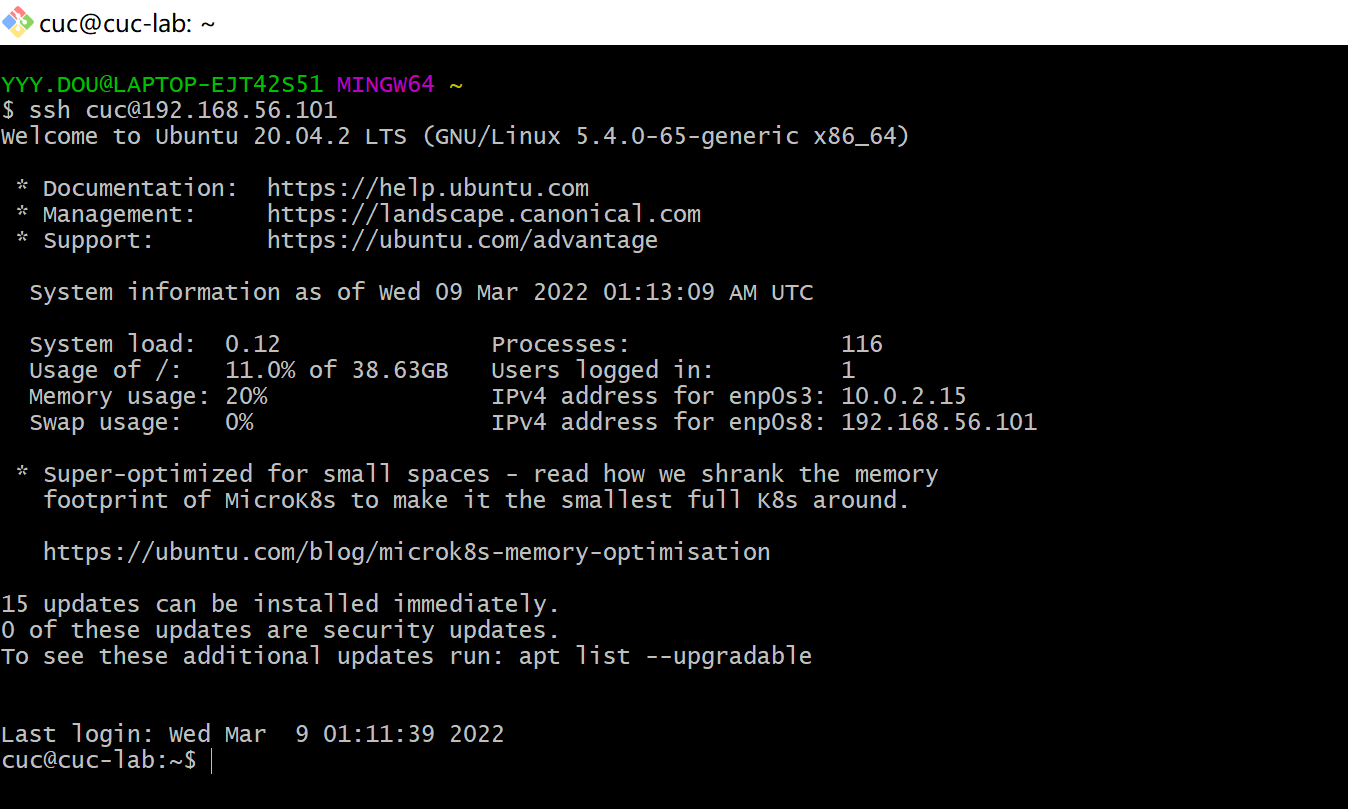 cuc@cuc-lab: ~
YYY.DOU@LAPTOP-EJT42S51 MINGW64 ~
$ ssh cuc@192.168.56.101
Welcome to Ubuntu 20.04.2 LTS (GNU/Linux 5.4.0-65-generic x86_64)
* Documentation:  https://help.ubuntu.com
* Management:     https://landscape.canonical.com
* Support:        https://ubuntu.com/advantage
System information as of Wed 09 Mar 2022 01:13:09 AM UTC
System load:  0.12               Processes:               116
Usage of /:   11.0% of 38.63GB   Users logged in:         1
Memory usage: 20%                IPv4 address for enp0s3: 10.0.2.15
Swap usage:   0%                 IPv4 address for enp0s8: 192.168.56.101
* Super-optimized for small spaces - read how we shrank the memory
footprint of MicroK8s to make it the smallest full K8s around.
https://ubuntu.com/blog/microk8s-memory-optimisation
15 updates can be installed immediately.
0 of these updates are security updates.
To see these additional updates run: apt list --upgradable
Last login: Wed Mar  9 01:11:39 2022
cuc@cuc-lab:~$